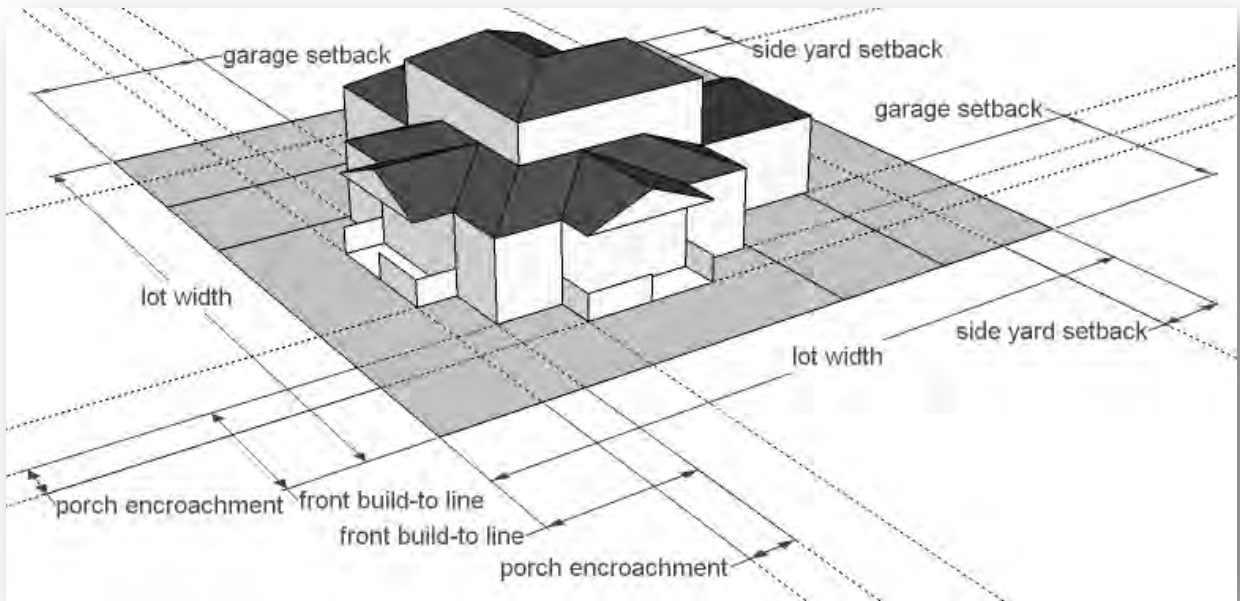 side yard setback
garage setback
garage setback
lot width
side yard setback
lot width
porch encroachment
front build-to line
front build-to line
porch encroachment